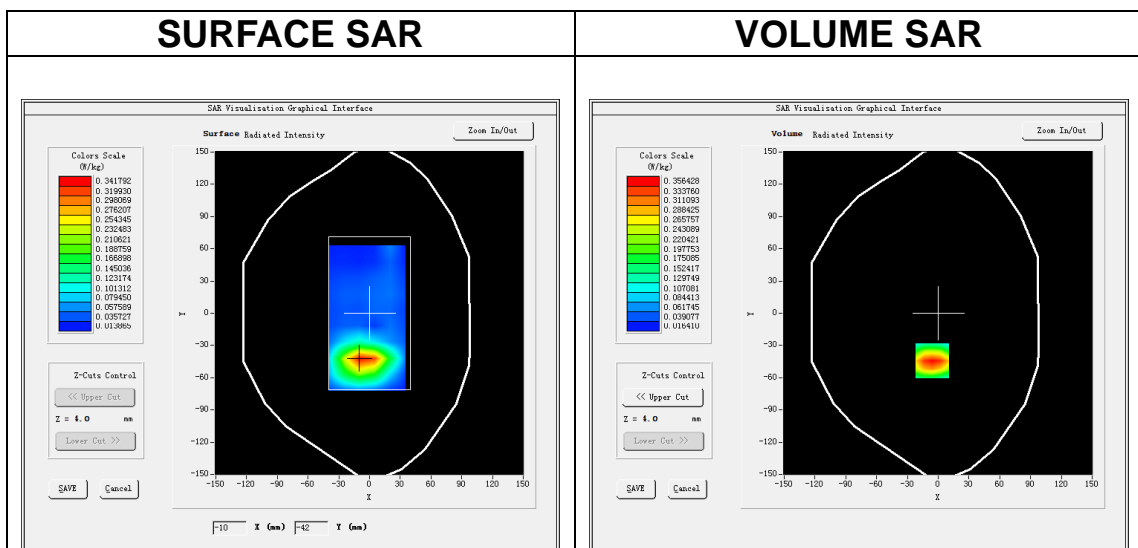 SURFACE SAR
VOLUME SAR
SAR Visualisation Graphical Interface
Surface Radiated Intensity
Zoom In/Out
Colors Scale
(W/kg)
0.341792
0.319930
0.298069
0.276207
0.254345
0.232483
0.210621
0.188759
0.166898
0.145036
0.123174
0.101312
0.079450
0.057589
0.035727
0.013865
Z-Cuts Control
<< Upper Cut
Z = 4.0 mm
Lower Cut >>
SAVE
Cancel
150
120
90
60
30
0
-30
-60
-90
-120
-150
Y
-150 -120 -90 -60 -30 0 30 60 90 120 150
X
-10 X (mm) -42 Y (mm)
SAR Visualisation Graphical Interface
Volume Radiated Intensity
Zoom In/Out
Colors Scale
(W/kg)
0.356428
0.333760
0.311093
0.288425
0.265757
0.243089
0.220421
0.197753
0.175085
0.152417
0.129749
0.107081
0.084413
0.061745
0.039077
0.016410
Z-Cuts Control
<< Upper Cut
Z = 4.0 mm
Lower Cut >>
SAVE
Cancel
150
120
90
60
30
0
-30
-60
-90
-120
-150
Y
-150 -120 -90 -60 -30 0 30 60 90 120 150
X